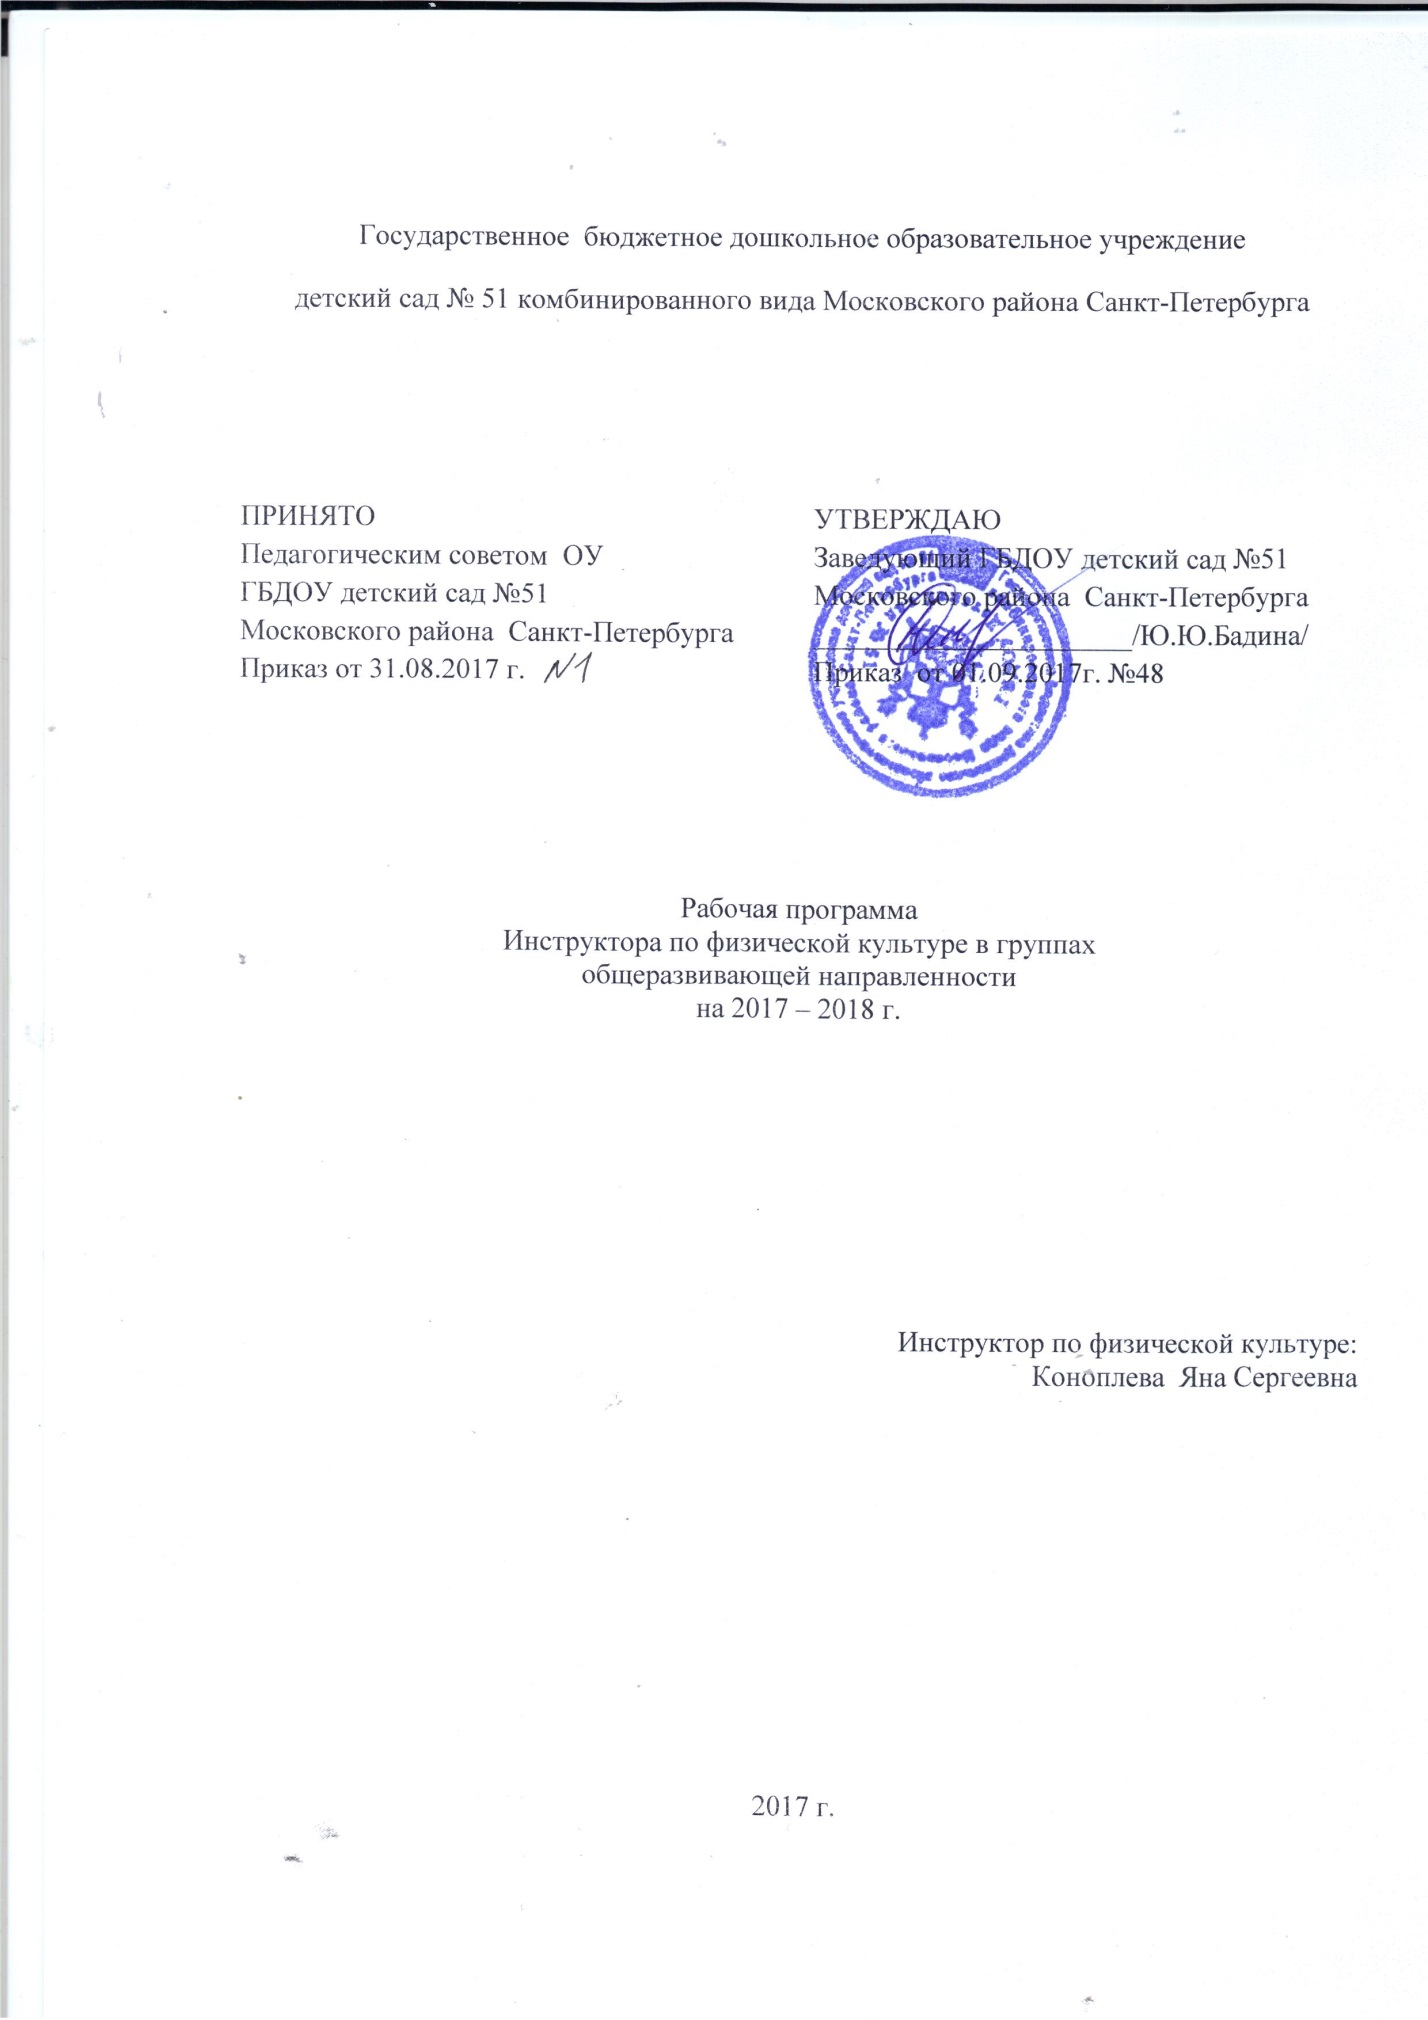 Государственное  бюджетное дошкольное образовательное учреждение
детский сад № 51 комбинированного вида Московского района Санкт-Петербурга
ПРИНЯТО
Педагогическим советом  ОУ
ГБДОУ детский сад №51
Московского района  Санкт-Петербурга
Приказ от 31.08.2017 г.   N1
УТВЕРЖДАЮ
Заведующий ГБДОУ детский сад №51
Московского района  Санкт-Петербурга
_______________________/Ю.Ю.Бадина/
Приказ  от 01.09.2017г. №48
Рабочая программа
Инструктора по физической культуре в группах
общеразвивающей направленности
на 2017 – 2018 г.
Инструктор по физической культуре:
Коноплева  Яна Сергеевна
2017 г.